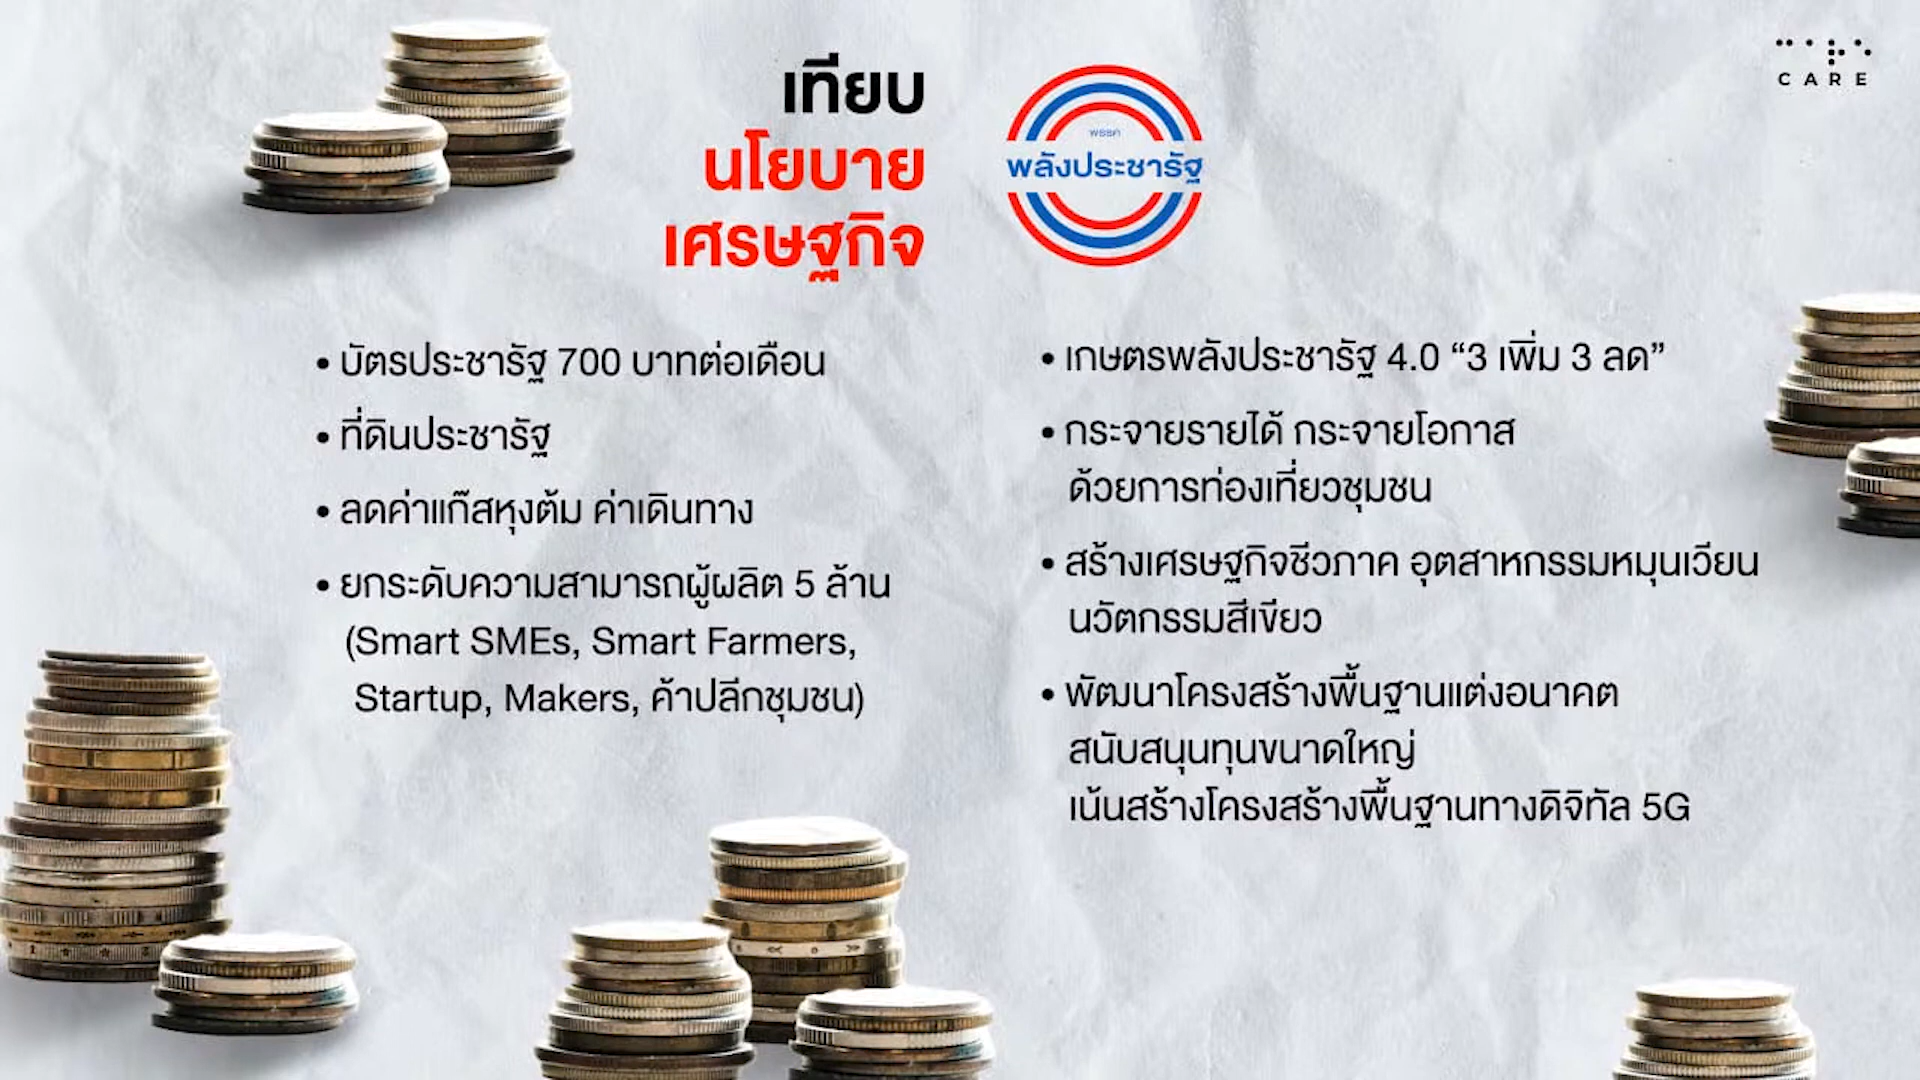 เทียบ
นโยบาย
เศรษฐกิจ
พรรค
พลังประชารัฐ
CARE
• บัตรประชารัฐ 700 บาทต่อเดือน
• ที่ดินประชารัฐ
• ลดค่าแก๊สหุงต้ม ค่าเดินทาง
• ยกระดับความสามารถผู้ผลิต 5 ล้าน
(Smart SMEs, Smart Farmers,
Startup, Makers, ค้าปลีกชุมชน)
• เกษตรพลังประชารัฐ 4.0 “3 เพิ่ม 3 ลด”
• กระจายรายได้ กระจายโอกาส
ด้วยการท่องเที่ยวชุมชน
• สร้างเศรษฐกิจชีวภาค อุตสาหกรรมหมุนเวียน
นวัตกรรมสีเขียว
• พัฒนาโครงสร้างพื้นฐานแต่งอนาคต
สนับสนุนทุนขนาดใหญ่
เน้นสร้างโครงสร้างพื้นฐานทางดิจิทัล 5G